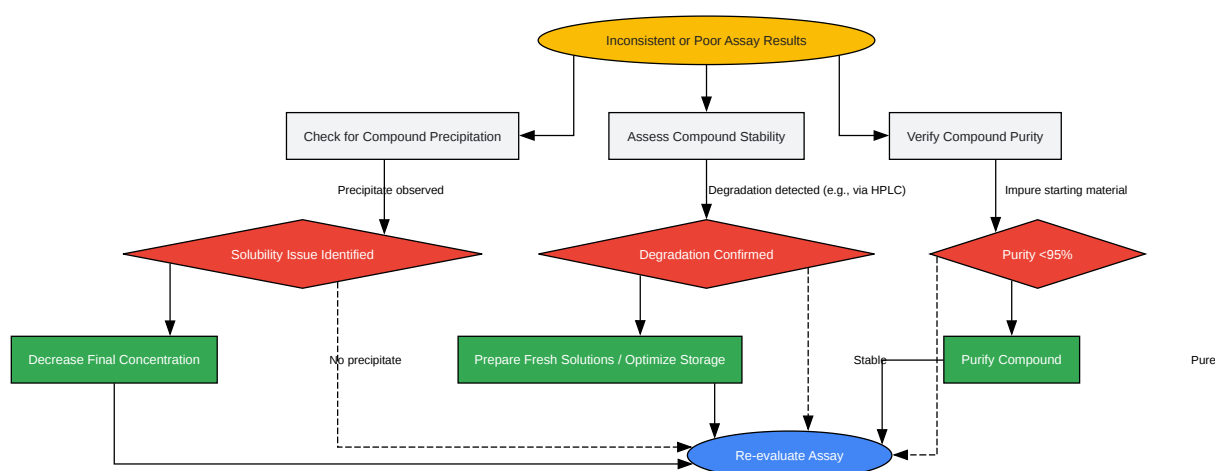 Inconsistent or Poor Assay Results
Check for Compound Precipitation
Assess Compound Stability
Verify Compound Purity
Precipitate observed
Degradation detected (e.g., via HPLC)
Impure starting material
Solubility Issue Identified
Degradation Confirmed
Purity <95%
Decrease Final Concentration
No precipitate
Prepare Fresh Solutions / Optimize Storage
Stable
Purify Compound
Pure
Re-evaluate Assay